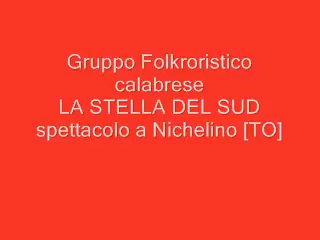 Gruppo Folkroristico
calabrese
LA STELLA DEL SUD
spettacolo a Nichelino [TO]